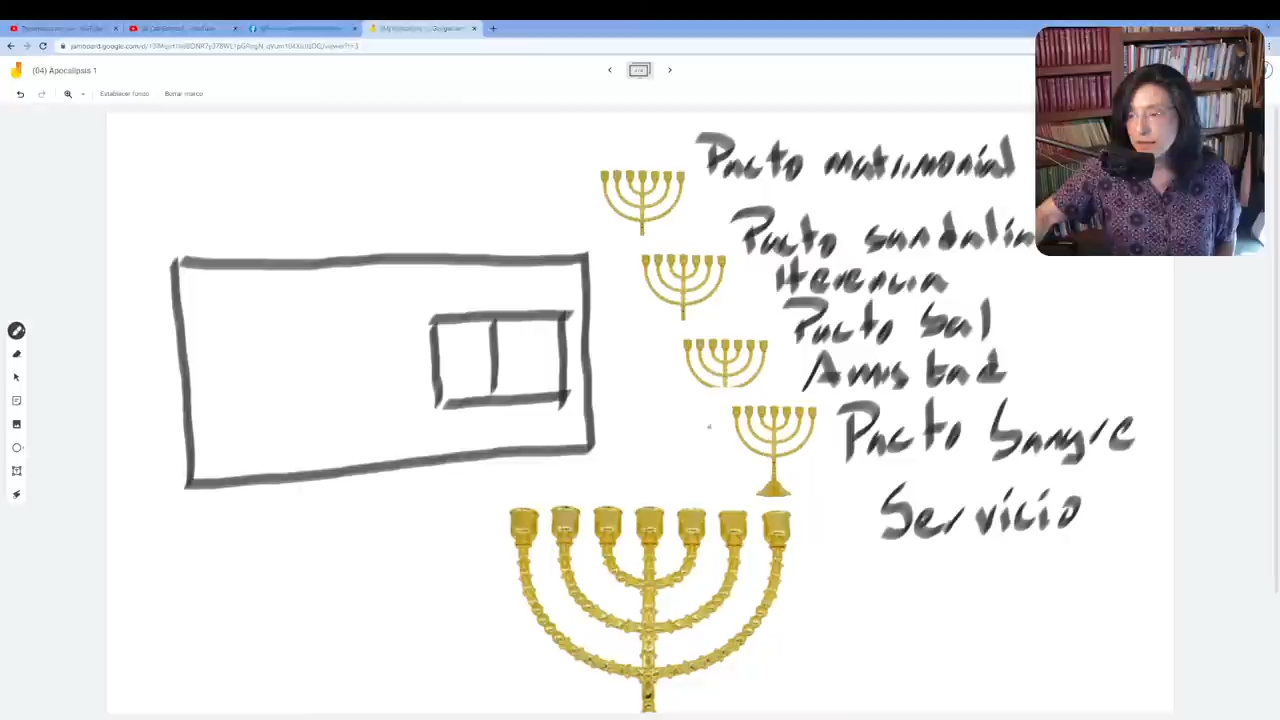 (04) Apocalipsis 1
Establecer fondo
Borrar marco
Pacto matrimonial
Pacto sandalia
Herencia
Pacto Sal
Amistad
Pacto Sangre
Servicio